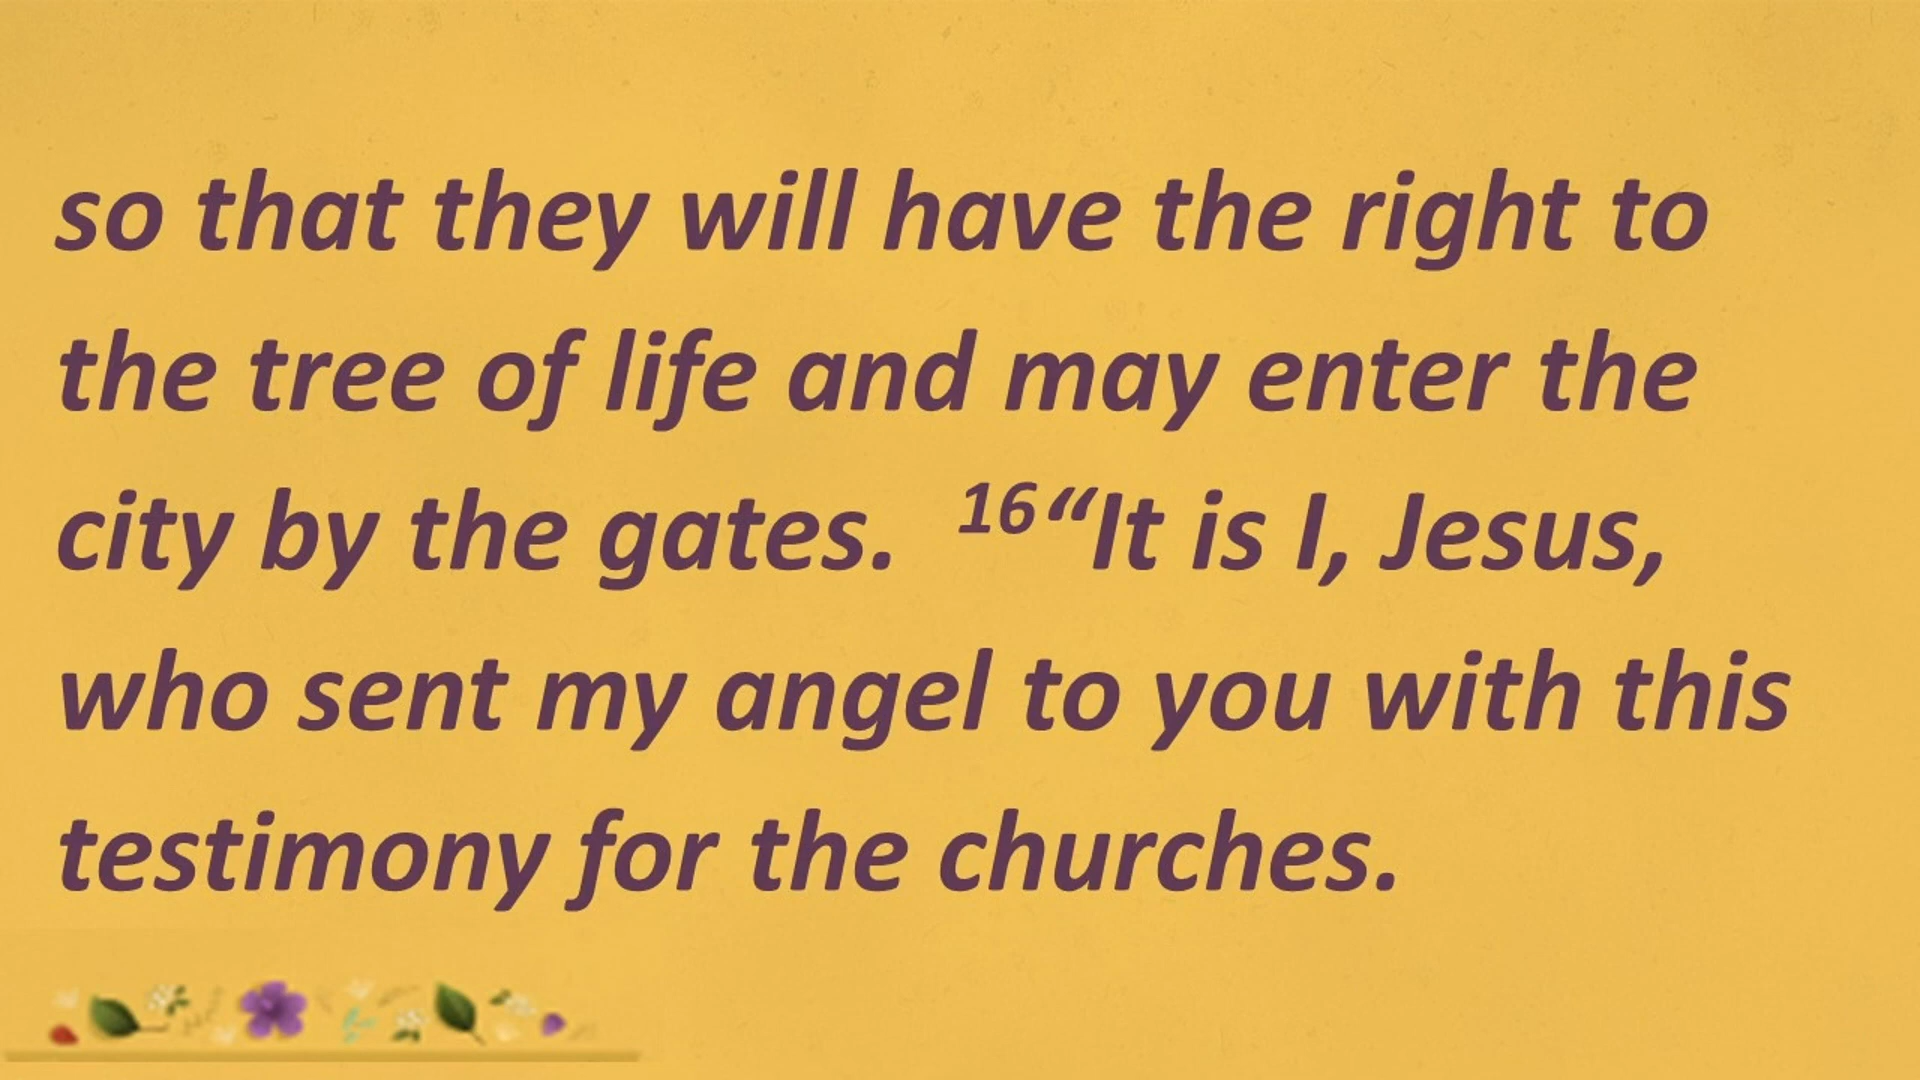 so that they will have the right to
the tree of life and may enter the
city by the gates. 16“It is I, Jesus,
who sent my angel to you with this
testimony for the churches.